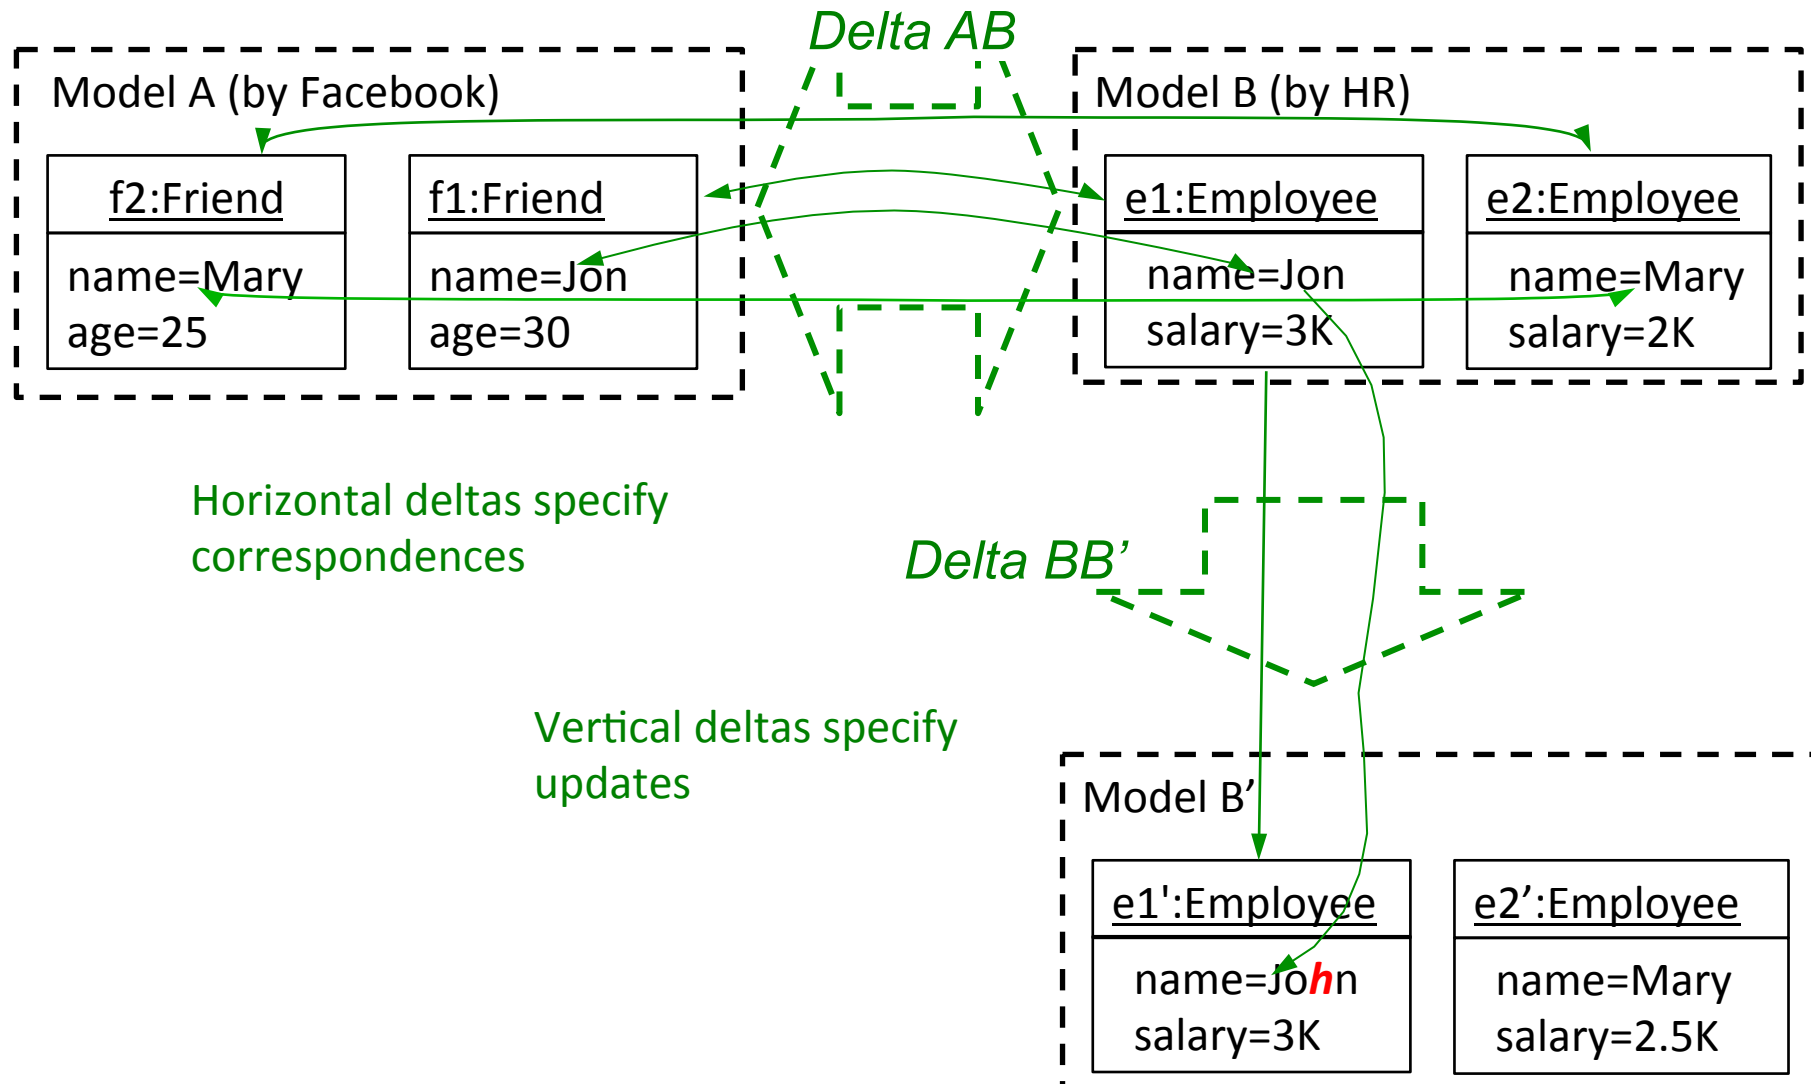 Delta AB
Model A (by Facebook)
f2:Friend
name=Mary
age=25
f1:Friend
name=Jon
age=30
Model B (by HR)
e1:Employee
name=Jon
salary=3K
e2:Employee
name=Mary
salary=2K
Horizontal deltas specify
correspondences
Delta BB’
Vertical deltas specify
updates
Model B’
e1':Employee
name=John
salary=3K
e2’:Employee
name=Mary
salary=2.5K